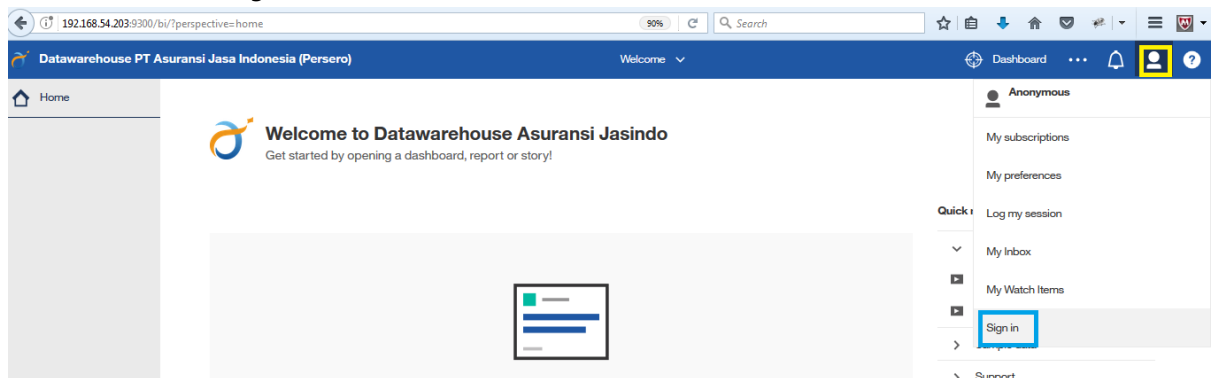 192.168.54.203:9300/bi/?perspective=home
90%
Search
Datawarehouse PT Asuransi Jasa Indonesia (Persero)
Welcome
Dashboard
Home
Anonymous
Welcome to Datawarehouse Asuransi Jasindo
Get started by opening a dashboard, report or story!
My subscriptions
My preferences
Quick
Log my session
My Inbox
My Watch Items
Sign in
Support